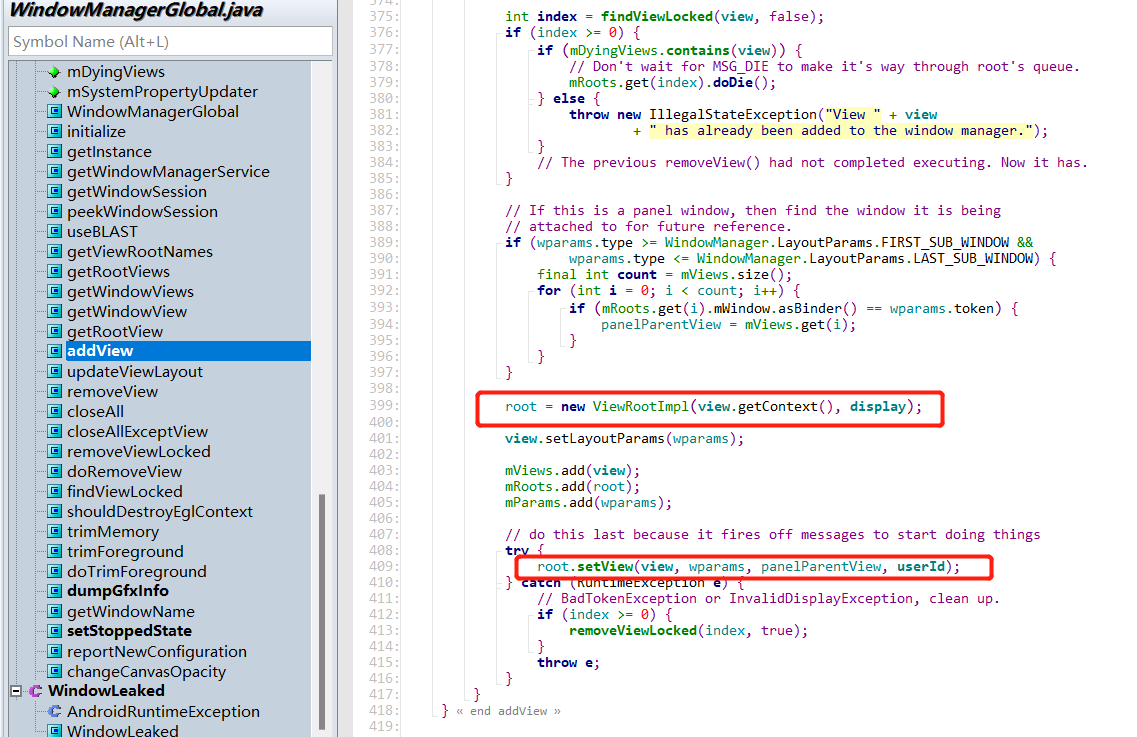 WindowManagerGlobal.java
Symbol Name (Alt+L)
mDyingViews
mSystemPropertyUpdater
WindowManagerGlobal
initialize
getInstance
getWindowManagerService
getWindowSession
peekWindowSession
useBLAST
getViewRootNames
getRootViews
getWindowViews
getWindowView
getRootView
addView
updateViewLayout
removeView
closeAll
closeAllExceptView
removeViewLocked
doRemoveView
findViewLocked
shouldDestroyEglContext
trimMemory
trimForeground
doTrimForeground
dumpGfxInfo
getWindowName
setStoppedState
reportNewConfiguration
changeCanvasOpacity
WindowLeaked
AndroidRuntimeException
WindowLeaked
374:
375: int index = findViewLocked(view, false);
376: if (index >= 0) {
377: if (mDyingViews.contains(view)) {
378: // Don't wait for MSG_DIE to make it's way through root's queue.
379: mRoots.get(index).doDie();
380: } else {
381: throw new IllegalStateException("View " + view
382: + " has already been added to the window manager.");
383: }
384: // The previous removeView() had not completed executing. Now it has.
385: }
386:
387: // If this is a panel window, then find the window it is being
388: // attached to for future reference.
389: if (wparams.type >= WindowManager.LayoutParams.FIRST_SUB_WINDOW &&
390: wparams.type <= WindowManager.LayoutParams.LAST_SUB_WINDOW) {
391: final int count = mViews.size();
392: for (int i = 0; i < count; i++) {
393: if (mRoots.get(i).mWindow.asBinder() == wparams.token) {
394: panelParentView = mViews.get(i);
395: }
396: }
397: }
398:
399: root = new ViewRootImpl(view.getContext(), display);
400:
401: view.setLayoutParams(wparams);
402:
403: mViews.add(view);
404: mRoots.add(root);
405: mParams.add(wparams);
406:
407: // do this last because it fires off messages to start doing things
408: try {
409: root.setView(view, wparams, panelParentView, userId);
410: } catch (RuntimeException e) {
411: // BadTokenException or InvalidDisplayException, clean up.
412: if (index >= 0) {
413: removeViewLocked(index, true);
414: }
415: throw e;
416: }
417: }
418: } « end addView »
419: